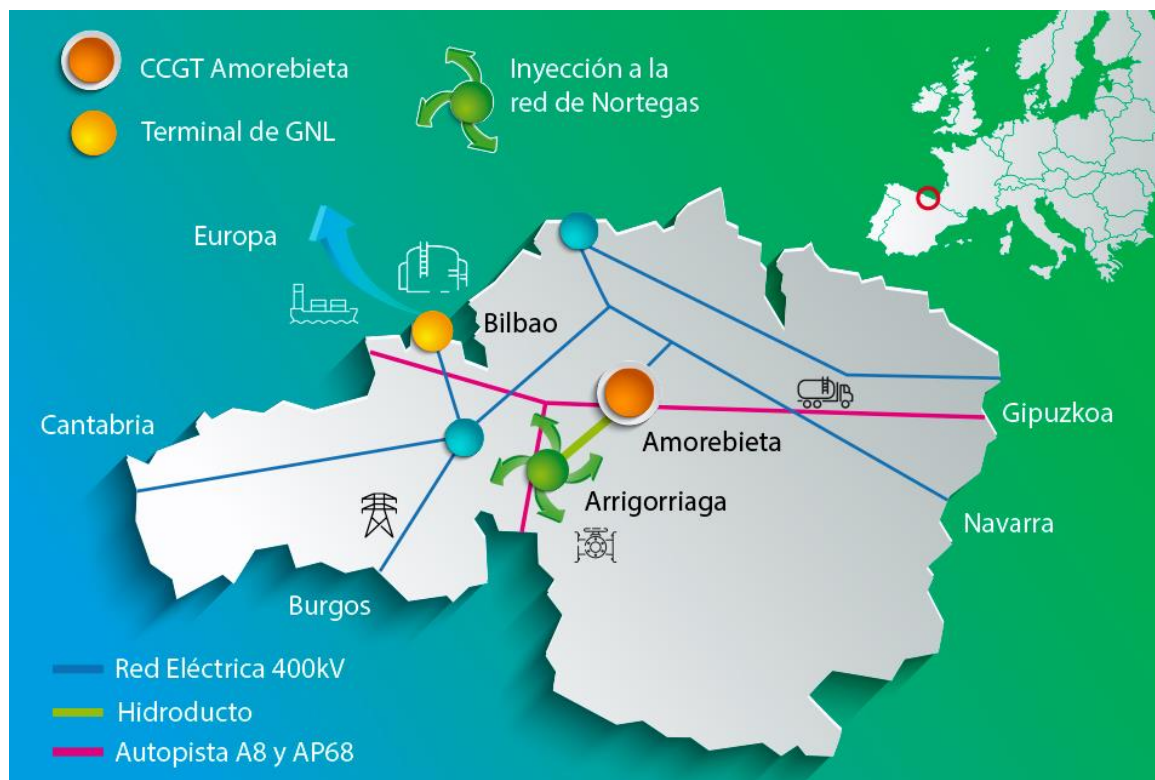 CCGT Amorebieta
Terminal de GNL
Inyección a la
red de Nortegas
Europa
Bilbao
Cantabria
Gipuzkoa
Amorebieta
Arrigorriaga
Navarra
Burgos
Red Eléctrica 400kV
Hidroducto
Autopista A8 y AP68